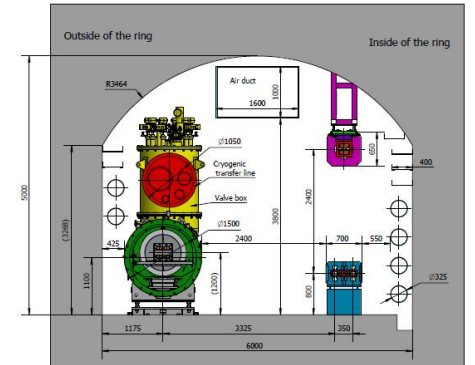 Outside of the ring
Inside of the ring
R3464
Air duct
1600
1000
Ø1050
Cryogenic
transfer line
Valve box
Ø1500
650
400
5000
(3268)
425
2400
3800
2400
700
550
1100
(1200)
800
Ø325
1175
3325
350
6000